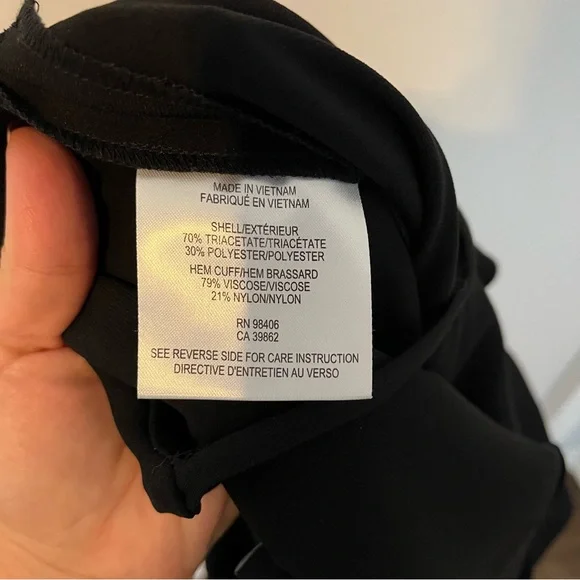 MADE IN VIETNAM
FABRIQUÉ EN VIETNAM
SHELL/EXTÉRIEUR
70% TRIACETATE/TRIACÉTATE
30% POLYESTER/POLYESTER
HEM CUFF/HEM BRASSARD
79% VISCOSE/VISCOSE
21% NYLON/NYLON
RN 98406
CA 39862
SEE REVERSE SIDE FOR CARE INSTRUCTION
DIRECTIVE D'ENTRETIEN AU VERSO